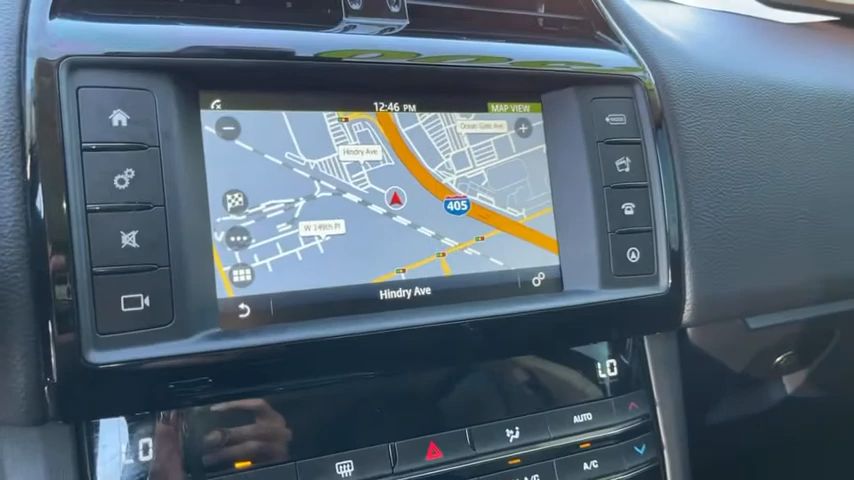 12:46 PM
MAP VIEW
Ocean Gate Ave
Hindry Ave
405
W 149th Pl
Hindry Ave
LO
LO
AUTO
A/C
A/C